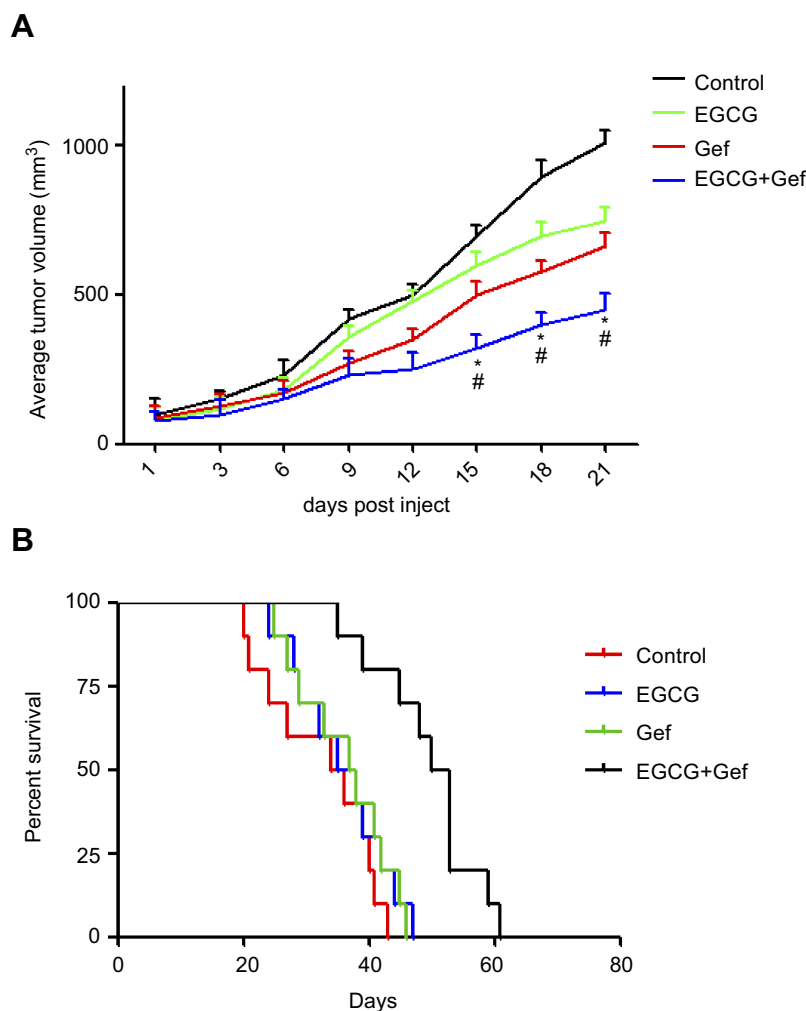 A
Average tumor volume (mm³)
1000
500
0
1
3
6
9
12
15
18
21
days post inject
*
#
*
#
*
#
Control
EGCG
Gef
EGCG+Gef
B
Percent survival
100
75
50
25
0
0
20
40
60
80
Days
Control
EGCG
Gef
EGCG+Gef